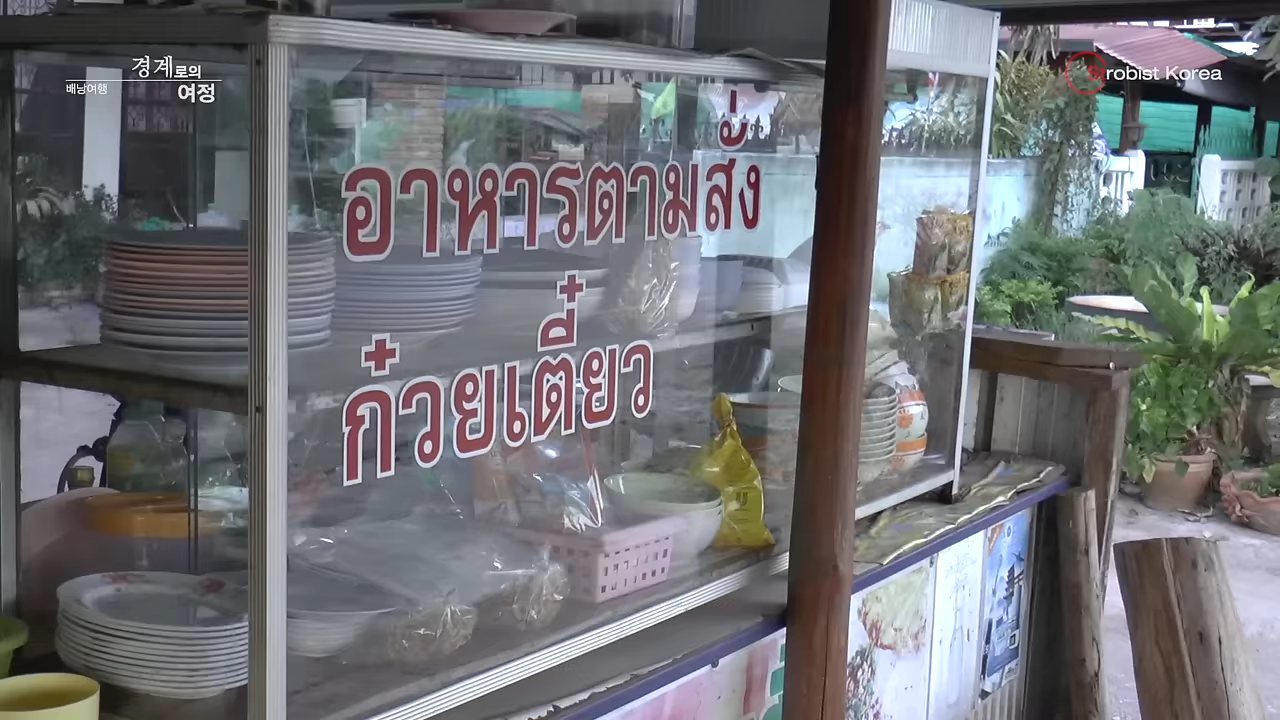 경계로의
배낭여행 여정
Strobist Korea
อาหารตามสั่ง
ก๋วยเตี๋ยว